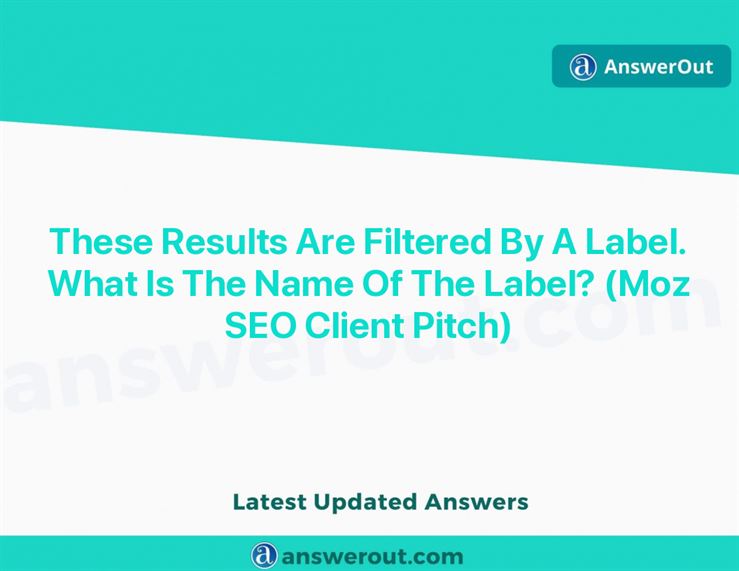 AnswerOut
These Results Are Filtered By A Label.
What Is The Name Of The Label? (Moz
SEO Client Pitch)
answerout.com
Latest Updated Answers
answerout.com